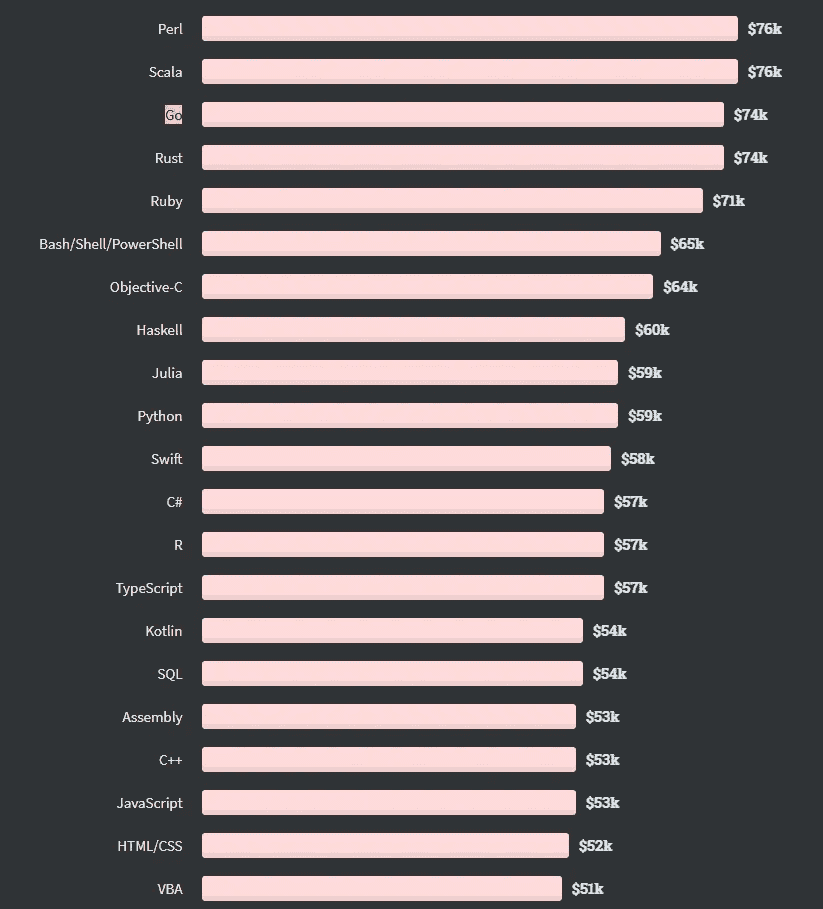 Perl $76k
Scala $76k
Go $74k
Rust $74k
Ruby $71k
Bash/Shell/PowerShell $65k
Objective-C $64k
Haskell $60k
Julia $59k
Python $59k
Swift $58k
C# $57k
R $57k
TypeScript $57k
Kotlin $54k
SQL $54k
Assembly $53k
C++ $53k
JavaScript $53k
HTML/CSS $52k
VBA $51k